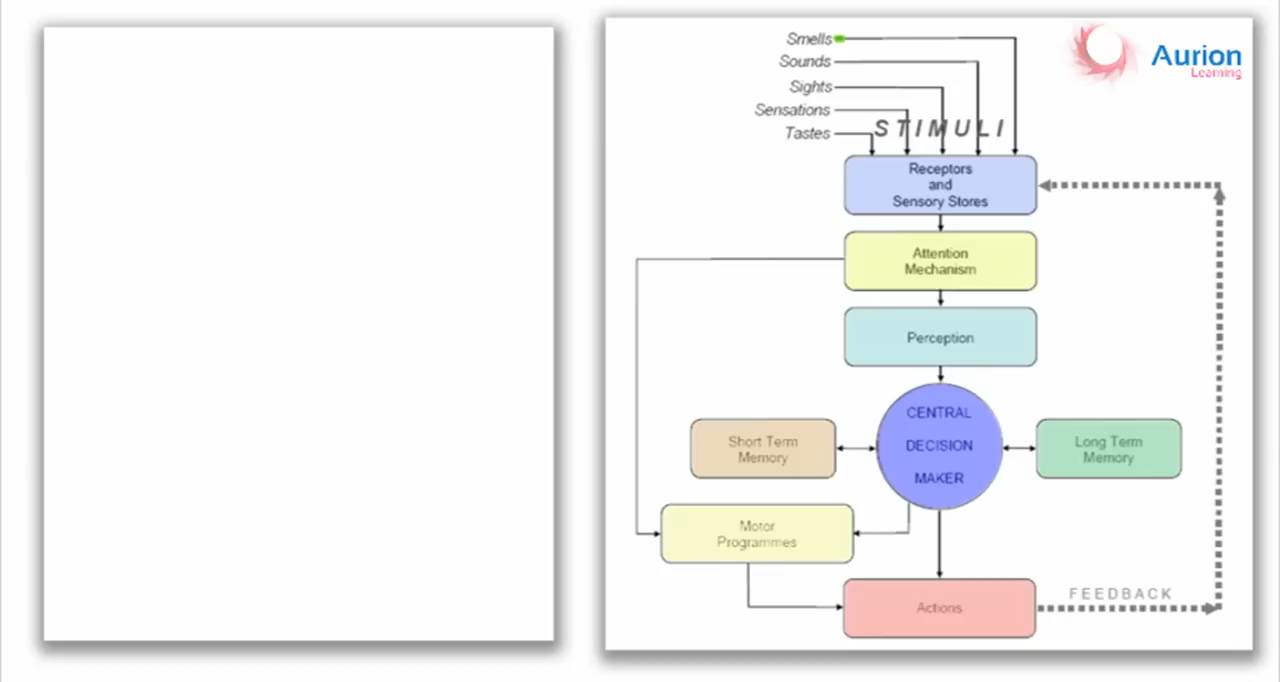 Aurion
Learning
Smells
Sounds
Sights
Sensations
Tastes
STIMULI
Receptors
and
Sensory Stores
Attention
Mechanism
Perception
CENTRAL
DECISION
MAKER
Short Term
Memory
Long Term
Memory
Motor
Programmes
Actions
FEEDBACK